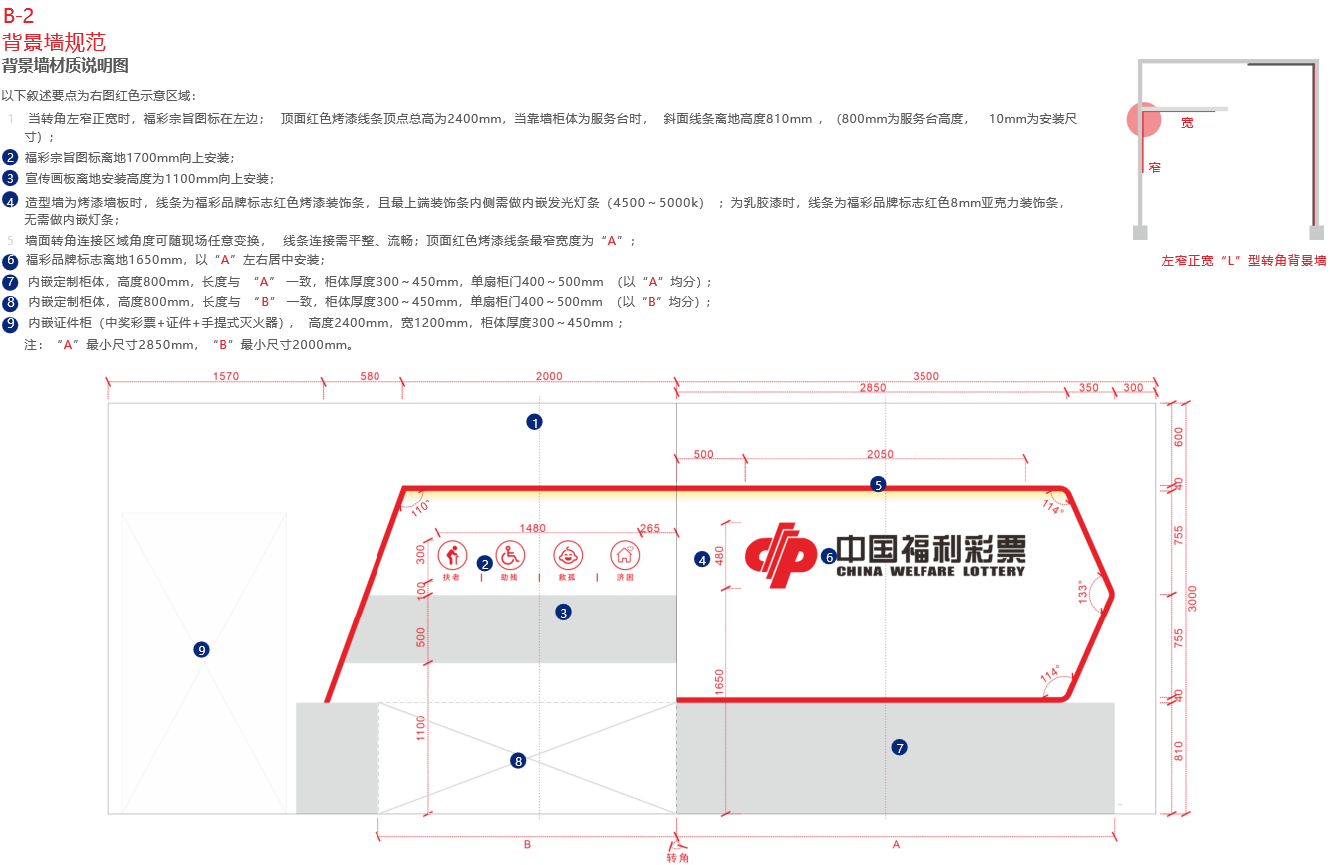 B-2
背景墙规范
背景墙材质说明图
以下叙述要点为右图红色示意区域：
1 当转角左窄正宽时，福彩宗旨图标在左边； 顶面红色烤漆线条顶点总高为2400mm，当靠墙柜体为服务台时， 斜面线条离地高度810mm ，（800mm为服务台高度， 10mm为安装尺
寸）；
2 福彩宗旨图标离地1700mm向上安装；
3 宣传画板离地安装高度为1100mm向上安装；
4 造型墙为烤漆墙板时，线条为福彩品牌标志红色烤漆装饰条，且最上端装饰条内侧需做内嵌发光灯条（4500～5000k） ；为乳胶漆时，线条为福彩品牌标志红色8mm亚克力装饰条，
无需做内嵌灯条；
5 墙面转角连接区域角度可随现场任意变换， 线条连接需平整、流畴；顶面红色烤漆线条最窄宽度为“A”；
6 福彩品牌标志离地1650mm，以“A”左右居中安装；
7 内嵌定制柜体，高度800mm，长度与 “A” 一致，柜体厚度300～450mm，单扇柜门400～500mm （以“A”均分）；
8 内嵌定制柜体，高度800mm，长度与 “B” 一致，柜体厚度300～450mm，单扇柜门400～500mm （以“B”均分）；
9 内嵌证件柜（中奖彩票+证件+手提式灭火器）， 高度2400mm，宽1200mm，柜体厚度300～450mm ；
注：“A”最小尺寸2850mm，“B”最小尺寸2000mm。
宽
窄
左窄正宽“L”型转角背景墙
1570 580 2000 3500
2850 350 300
1
600
500 2050
5
40
110°
114°
1480 265
300
2
扶老 | 助残 | 救孤 | 济困
4
480
6
中国福利彩票
CHINA WELFARE LOTTERY
755
100
3
133°
3000
500
9
755
114°
1650
40
1100
8
7
810
B
A
转角